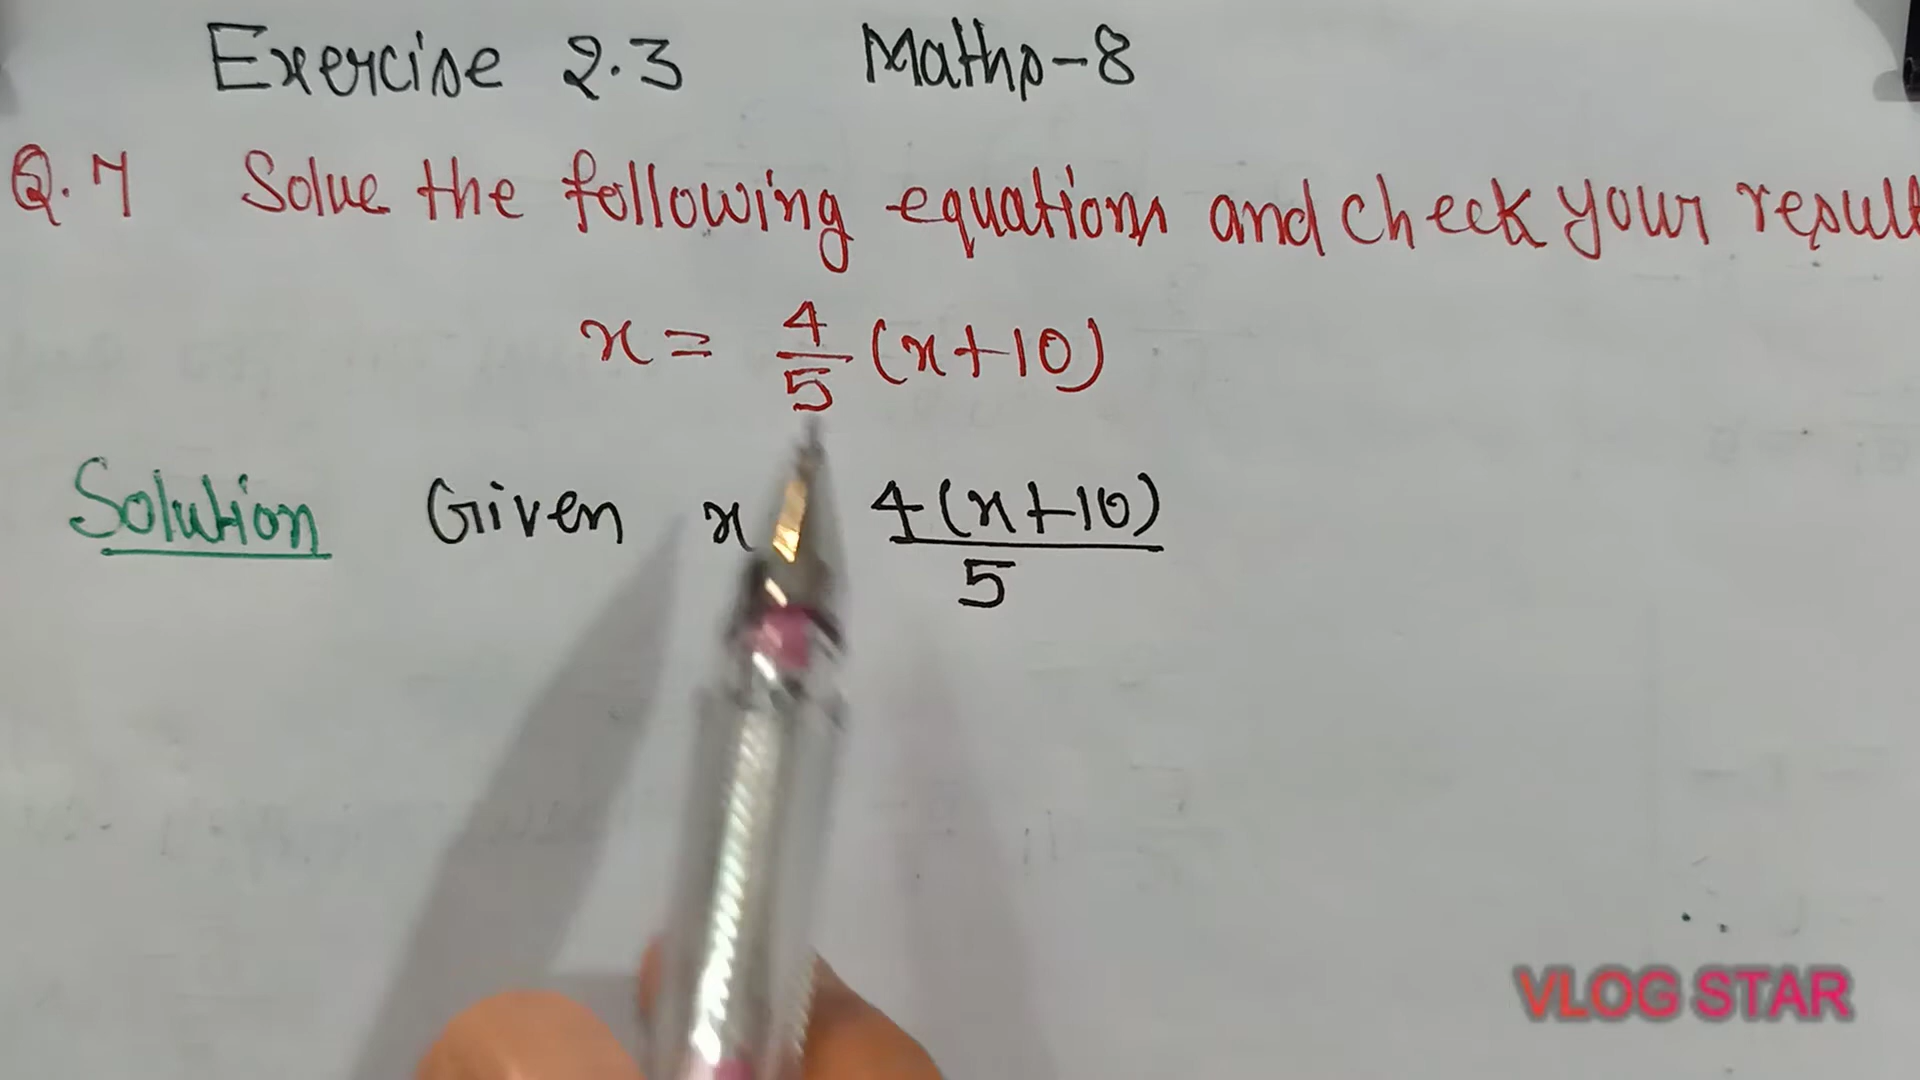 Exercise 2.3 Maths-8
Q.7 Solve the following equations and check your result
x = 4/5 (x+10)
Solution Given x 4(x+10)/5
VLOG STAR